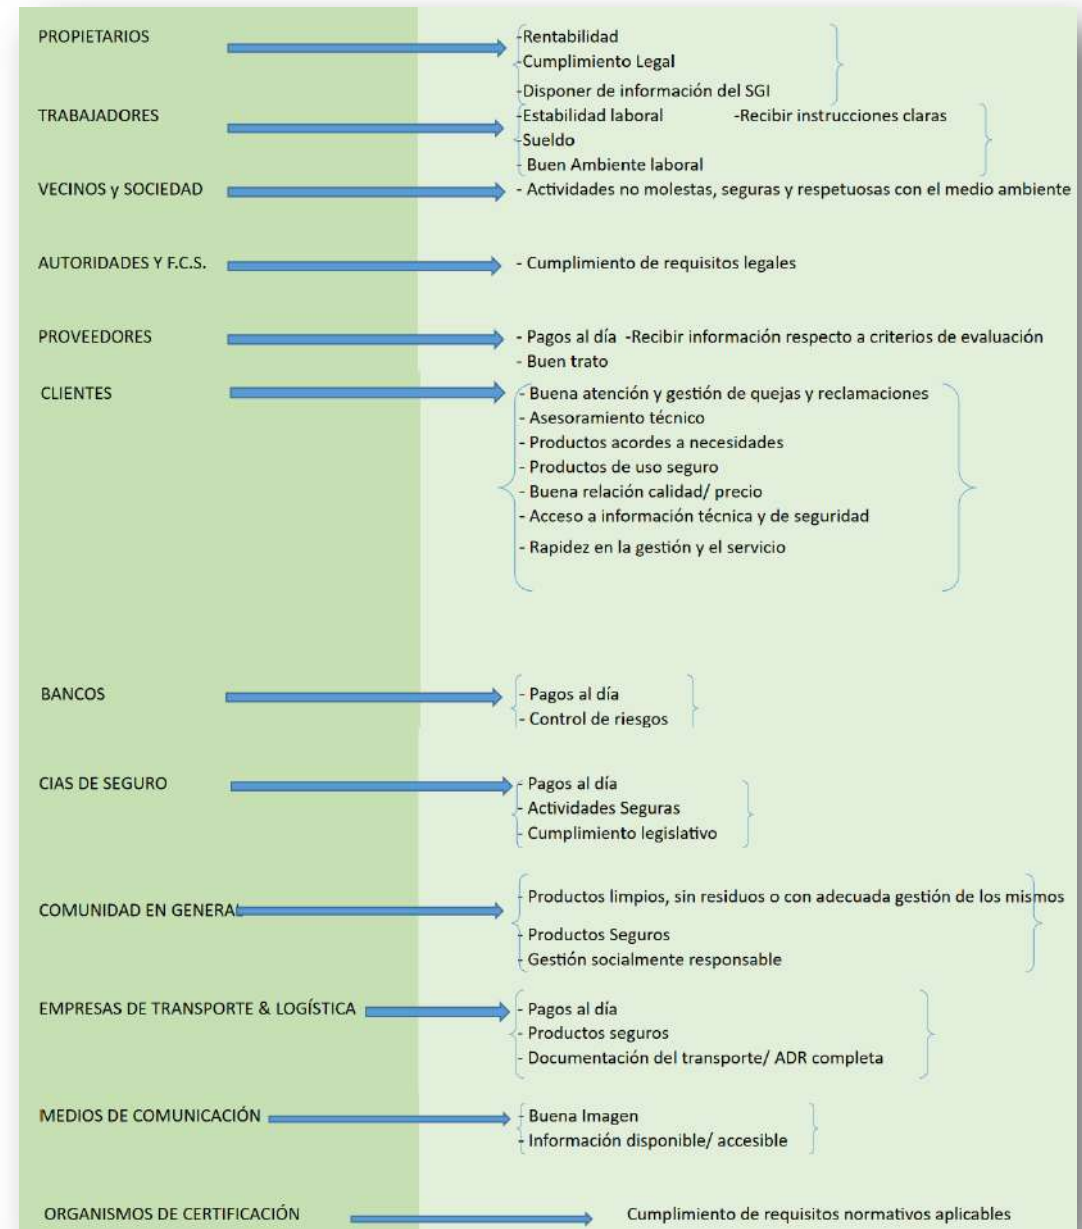 PROPIETARIOS
-Rentabilidad
-Cumplimiento Legal
-Disponer de información del SGI
TRABAJADORES
-Estabilidad laboral -Recibir instrucciones claras
-Sueldo
- Buen Ambiente laboral
VECINOS y SOCIEDAD
- Actividades no molestas, seguras y respetuosas con el medio ambiente
AUTORIDADES Y F.C.S.
- Cumplimiento de requisitos legales
PROVEEDORES
- Pagos al día -Recibir información respecto a criterios de evaluación
- Buen trato
CLIENTES
- Buena atención y gestión de quejas y reclamaciones
- Asesoramiento técnico
- Productos acordes a necesidades
- Productos de uso seguro
- Buena relación calidad/ precio
- Acceso a información técnica y de seguridad
- Rapidez en la gestión y el servicio
BANCOS
- Pagos al día
- Control de riesgos
CIAS DE SEGURO
- Pagos al día
- Actividades Seguras
- Cumplimiento legislativo
COMUNIDAD EN GENERAL
- Productos limpios, sin residuos o con adecuada gestión de los mismos
- Productos Seguros
- Gestión socialmente responsable
EMPRESAS DE TRANSPORTE & LOGÍSTICA
- Pagos al día
- Productos seguros
- Documentación del transporte/ ADR completa
MEDIOS DE COMUNICACIÓN
- Buena Imagen
- Información disponible/ accesible
ORGANISMOS DE CERTIFICACIÓN
Cumplimiento de requisitos normativos aplicables